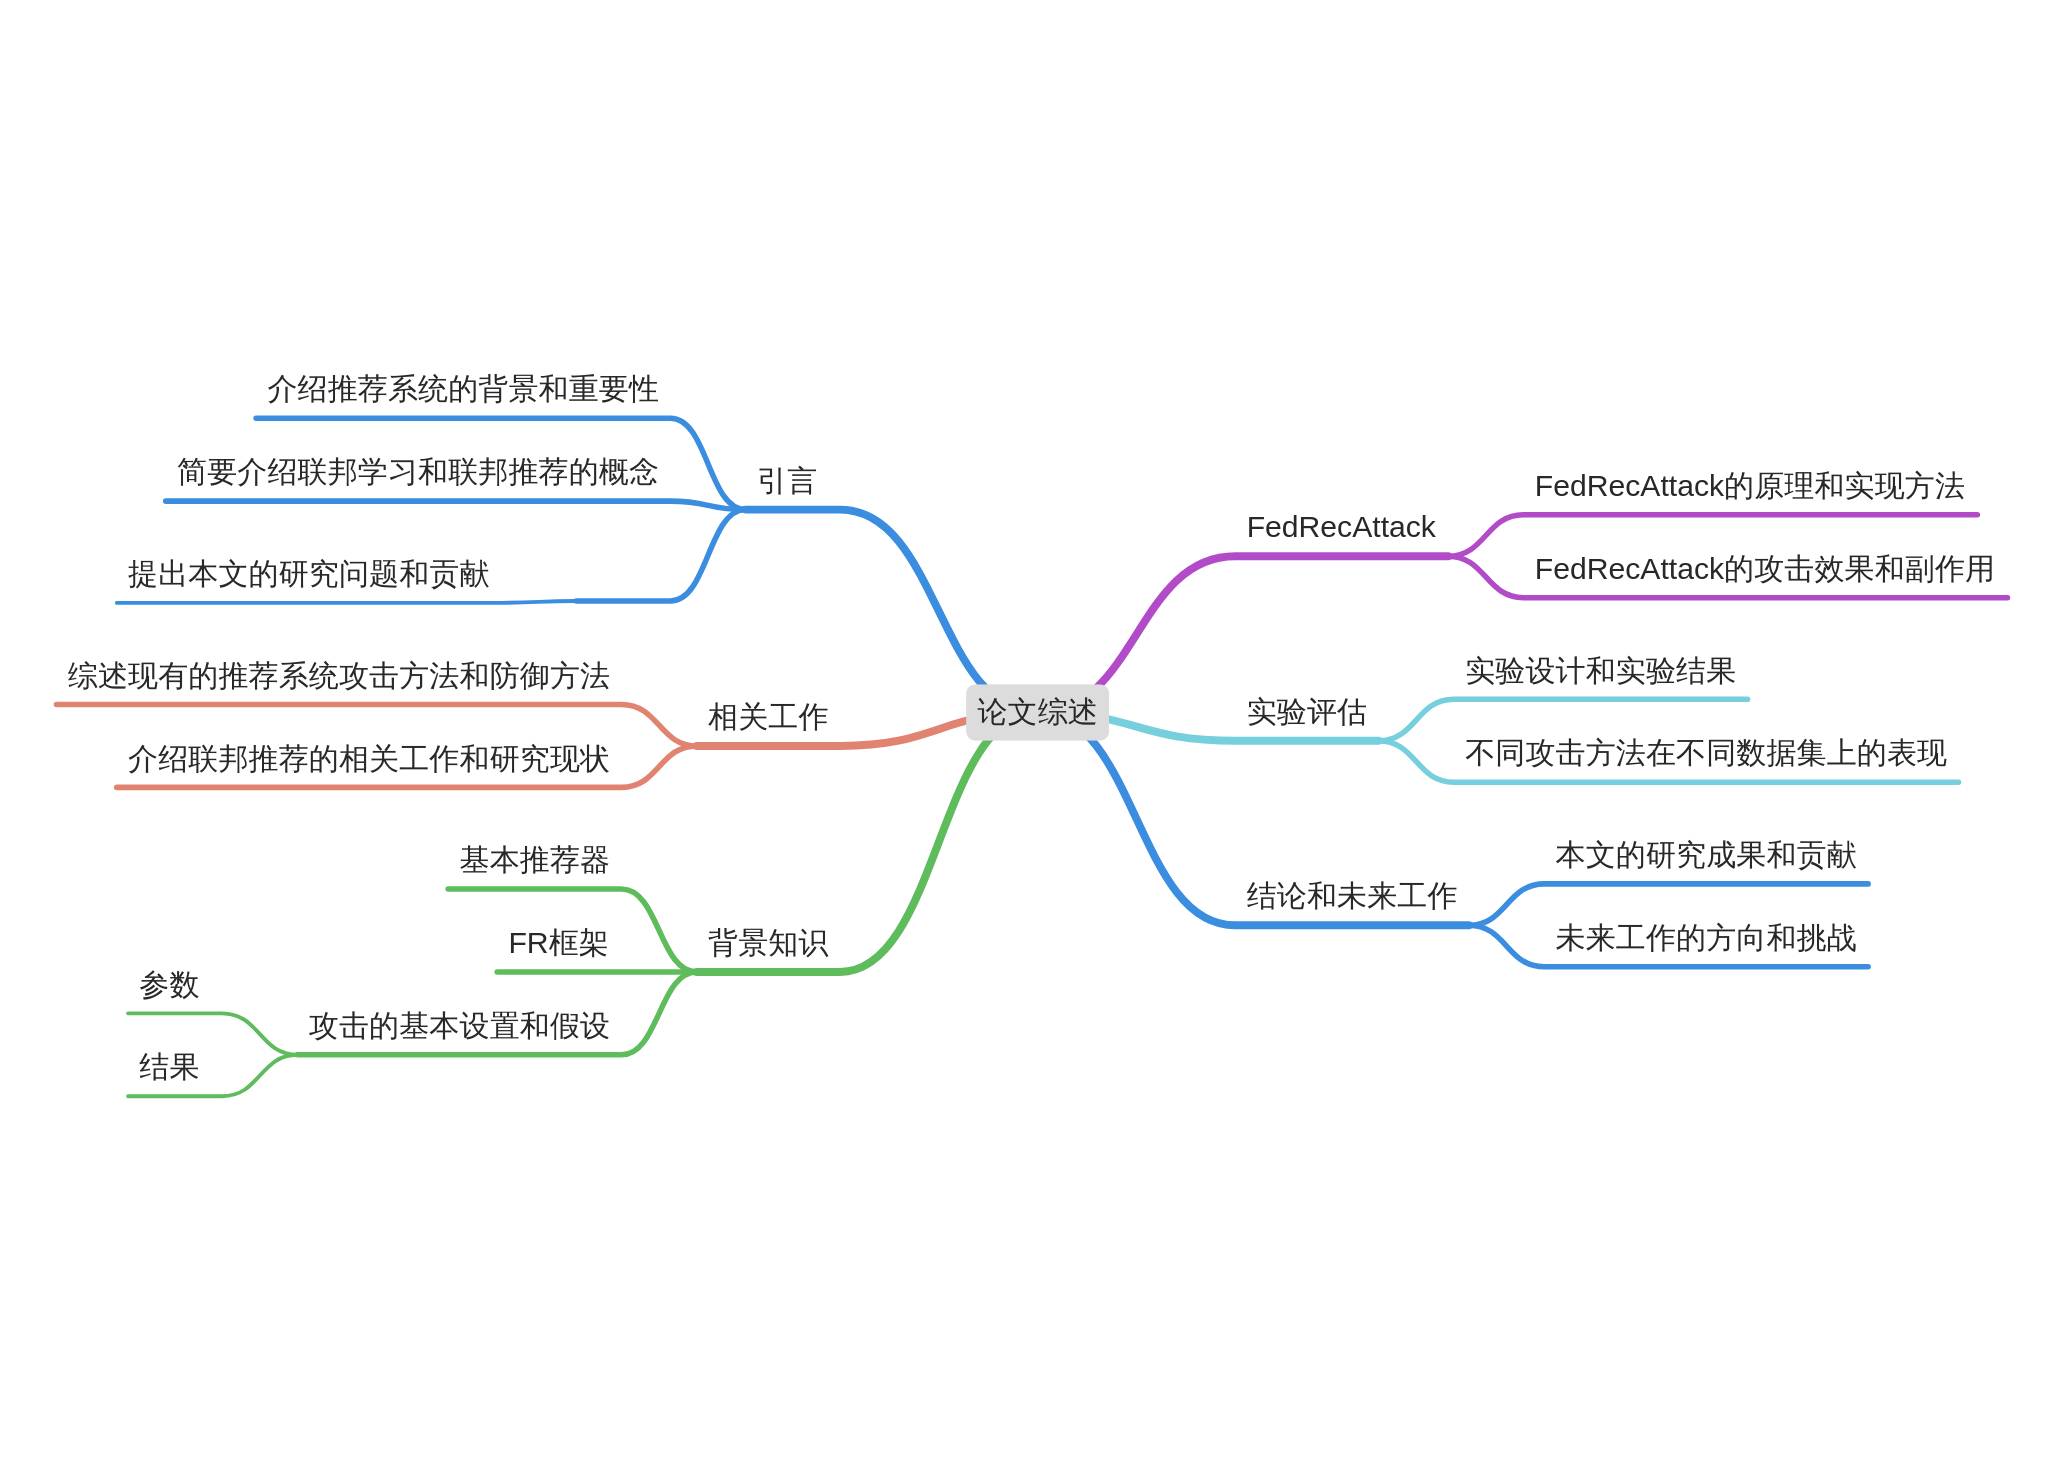 论文综述
引言
介绍推荐系统的背景和重要性
简要介绍联邦学习和联邦推荐的概念
提出本文的研究问题和贡献
相关工作
综述现有的推荐系统攻击方法和防御方法
介绍联邦推荐的相关工作和研究现状
背景知识
基本推荐器
FR框架
攻击的基本设置和假设
参数
结果
FedRecAttack
FedRecAttack的原理和实现方法
FedRecAttack的攻击效果和副作用
实验评估
实验设计和实验结果
不同攻击方法在不同数据集上的表现
结论和未来工作
本文的研究成果和贡献
未来工作的方向和挑战